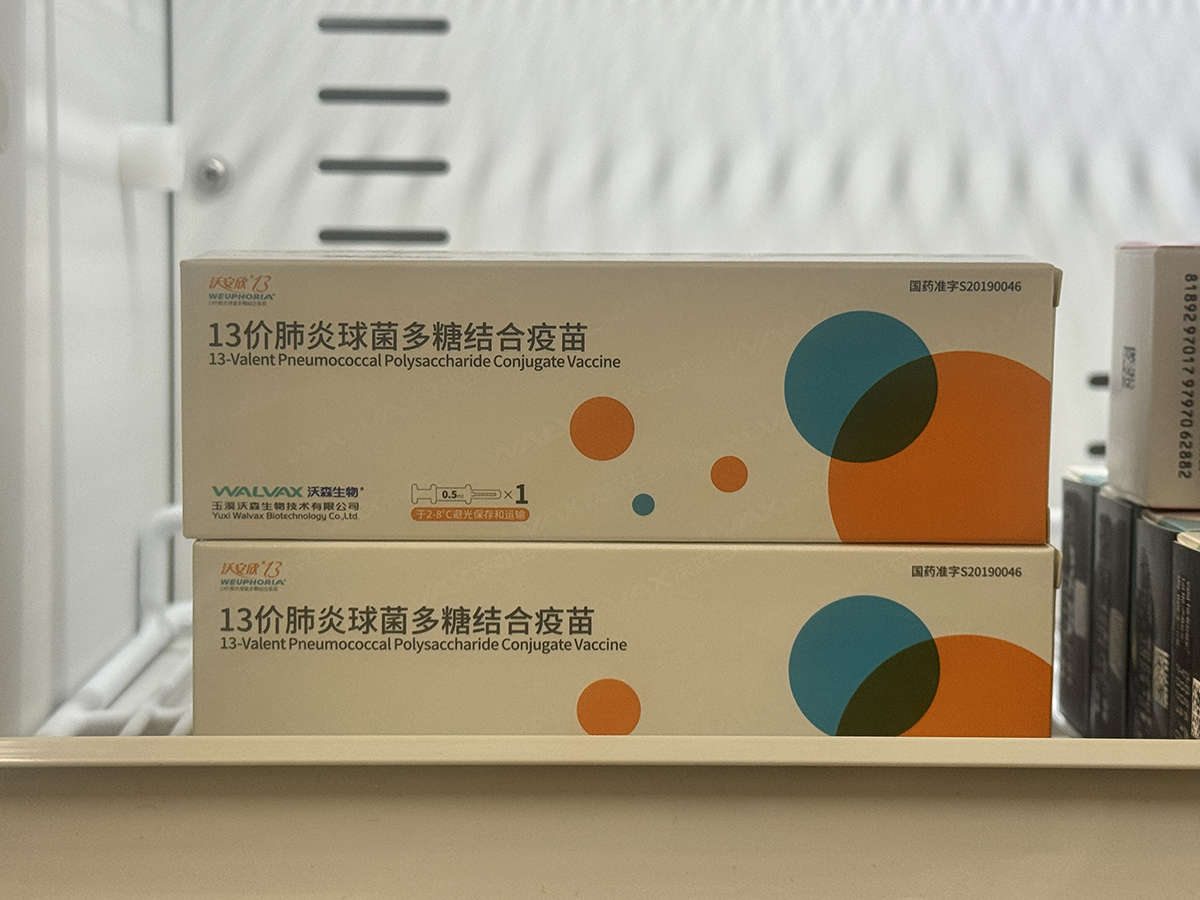 沃安欣®13
WEUPHORIA®
国药准字S20190046
13价肺炎球菌多糖结合疫苗
13-Valent Pneumococcal Polysaccharide Conjugate Vaccine
WALVAX 沃森生物®
玉溪沃森生物技术有限公司
Yuxi Walvax Biotechnology Co.,Ltd.
0.5ml ×1
于2-8℃避光保存和运输
沃安欣®13
WEUPHORIA®
国药准字S20190046
13价肺炎球菌多糖结合疫苗
13-Valent Pneumococcal Polysaccharide Conjugate Vaccine
81892970179797062882